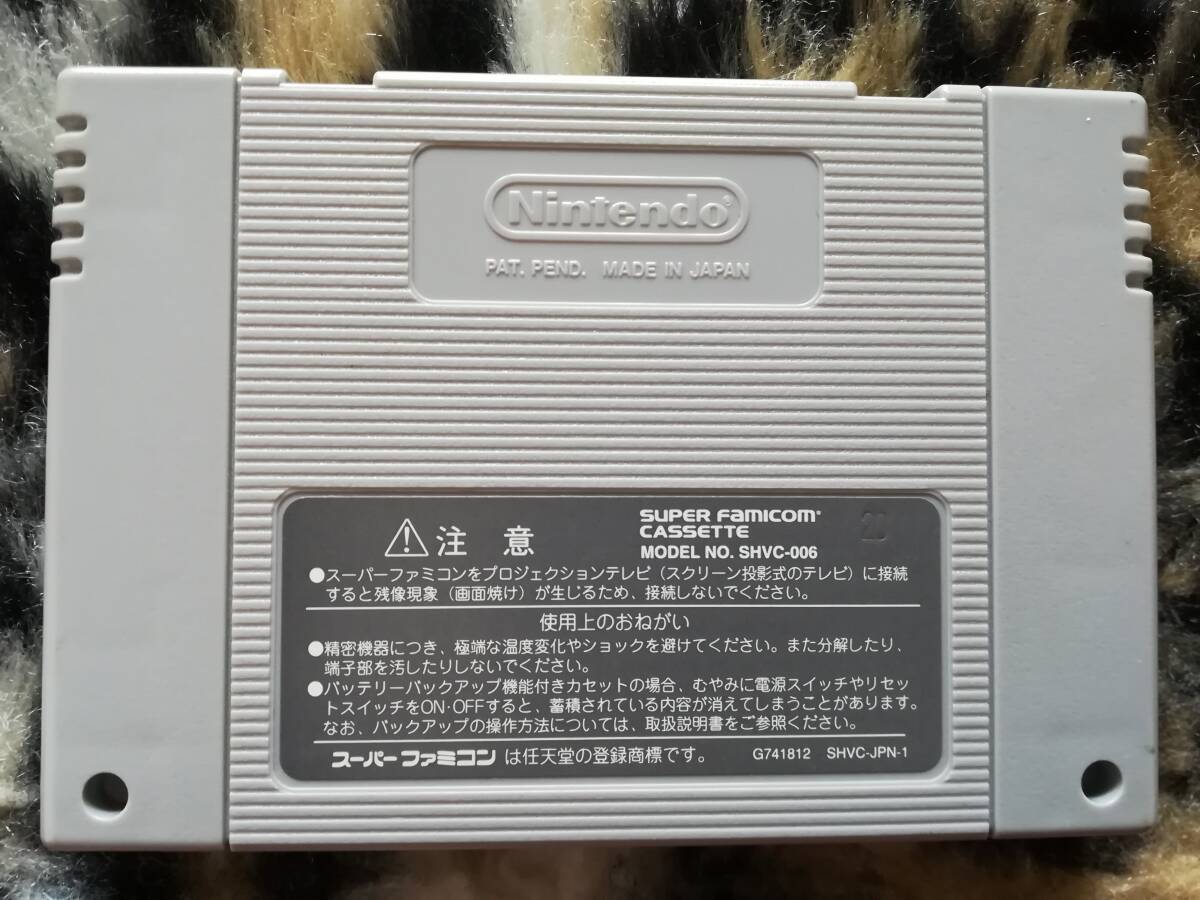 Nintendo®
PAT. PEND. MADE IN JAPAN
⚠注 意
SUPER FAMICOM®
CASSETTE
MODEL NO. SHVC-006
20
●スーパーファミコンをプロジェクションテレビ（スクリーン投影式のテレビ）に接続
すると残像現象（画面焼け）が生じるため、接続しないでください。
使用上のおねがい
●精密機器につき、極端な温度変化やショックを避けてください。また分解したり、
端子部を汚したりしないでください。
●バッテリーバックアップ機能付きカセットの場合、むやみに電源スイッチやリセッ
トスイッチをON·OFFすると、蓄積されている内容が消えてしまうことがあります。
なお、バックアップの操作方法については、取扱説明書をご参照ください。
スーパーファミコン は任天堂の登録商標です。 G741812 SHVC-JPN-1